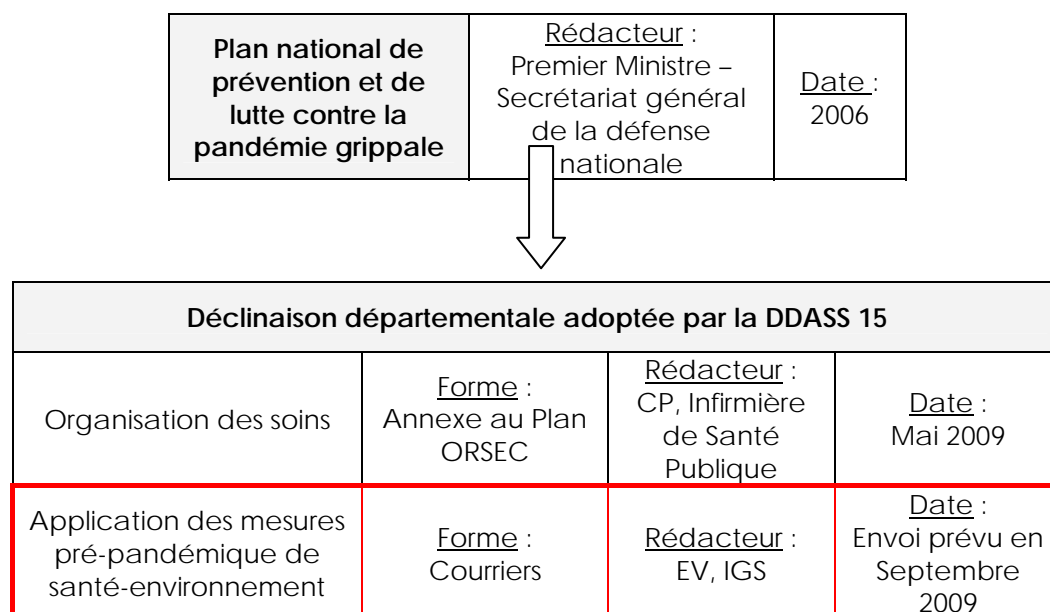 Plan national de
prévention et de
lutte contre la
pandémie grippale
Rédacteur :
Premier Ministre –
Secrétariat général
de la défense
nationale
Date :
2006
Déclinaison départementale adoptée par la DDASS 15
Organisation des soins
Forme :
Annexe au Plan
ORSEC
Rédacteur :
CP, Infirmière
de Santé
Publique
Date :
Mai 2009
Application des mesures
pré-pandémique de
santé-environnement
Forme :
Courriers
Rédacteur :
EV, IGS
Date :
Envoi prévu en
Septembre
2009